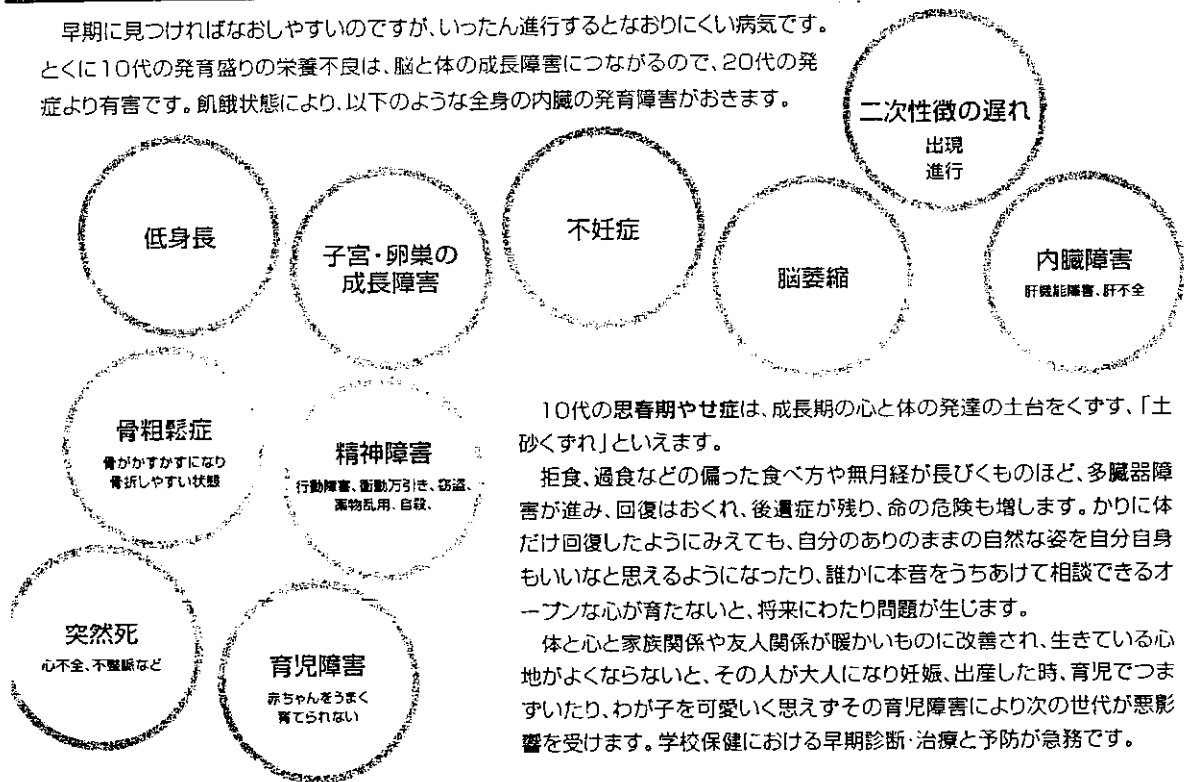 早期に見つければなおしやすいのですが、いったん進行するとなおりにくい病気です。
とくに10代の発育盛りの栄養不良は、脳と体の成長障害につながるので、20代の発
症より有害です。飢餓状態により、以下のような全身の内臓の発育障害がおきます。
二次性徴の遅れ
出現
進行
低身長
子宮・卵巣の
成長障害
不妊症
脳萎縮
内臓障害
肝機能障害、肝不全
骨粗鬆症
骨がかすかすになり
骨折しやすい状態
精神障害
行動障害、衝動万引き、窃盗、
薬物乱用、自殺、
突然死
心不全、不整脈など
育児障害
赤ちゃんをうまく
育てられない
10代の思春期やせ症は、成長期の心と体の発達の土台をくずす、「土
砂くずれ」といえます。
拒食、過食などの偏った食べ方や無月経が長びくものほど、多臓器障
害が進み、回復はおくれ、後遺症が残り、命の危険も増します。かりに体
だけ回復したようにみえても、自分のありのままの自然な姿を自分自身
もいいなと思えるようになったり、誰かに本音をうちあけて相談できるオ
ープンな心が育たないと、将来にわたり問題が生じます。
体と心と家族関係や友人関係が暖かいものに改善され、生きている心
地がよくならないと、その人が大人になり妊娠、出産した時、育児でつま
ずいたり、わが子を可愛いく思えずその育児障害により次の世代が悪影
響を受けます。学校保健における早期診断・治療と予防が急務です。